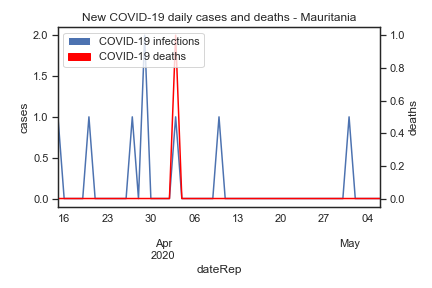 New COVID-19 daily cases and deaths - Mauritania
COVID-19 infections
COVID-19 deaths
cases
2.0
1.5
1.0
0.5
0.0
deaths
1.0
0.8
0.6
0.4
0.2
0.0
16 23 30 06 13 20 27 04
Apr May
2020
dateRep